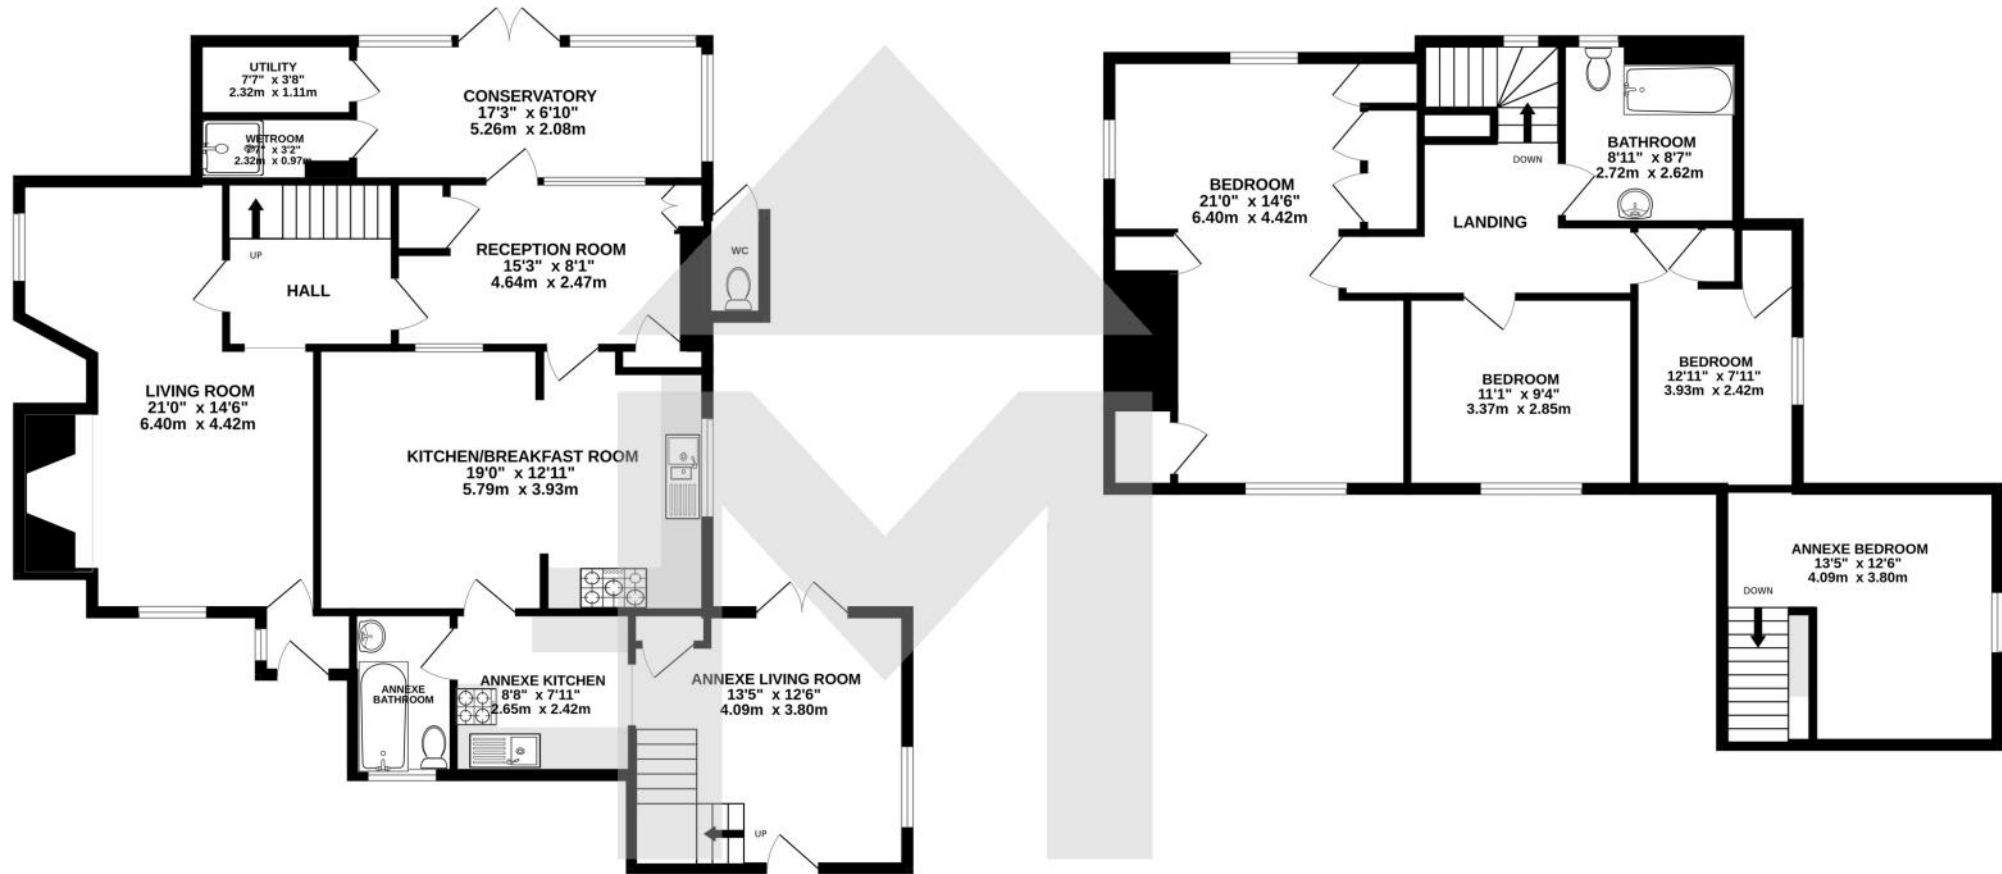 UTILITY
7'7" x 3'8"
2.32m x 1.11m
CONSERVATORY
17'3" x 6'10"
5.26m x 2.08m
WETROOM
7'7" x 3'2"
2.32m x 0.97m
UP
HALL
RECEPTION ROOM
15'3" x 8'1"
4.64m x 2.47m
WC
LIVING ROOM
21'0" x 14'6"
6.40m x 4.42m
KITCHEN/BREAKFAST ROOM
19'0" x 12'11"
5.79m x 3.93m
ANNEXE
BATHROOM
ANNEXE KITCHEN
8'8" x 7'11"
2.65m x 2.42m
ANNEXE LIVING ROOM
13'5" x 12'6"
4.09m x 3.80m
UP
BEDROOM
21'0" x 14'6"
6.40m x 4.42m
DOWN
LANDING
BATHROOM
8'11" x 8'7"
2.72m x 2.62m
BEDROOM
11'1" x 9'4"
3.37m x 2.85m
BEDROOM
12'11" x 7'11"
3.93m x 2.42m
ANNEXE BEDROOM
13'5" x 12'6"
4.09m x 3.80m
DOWN